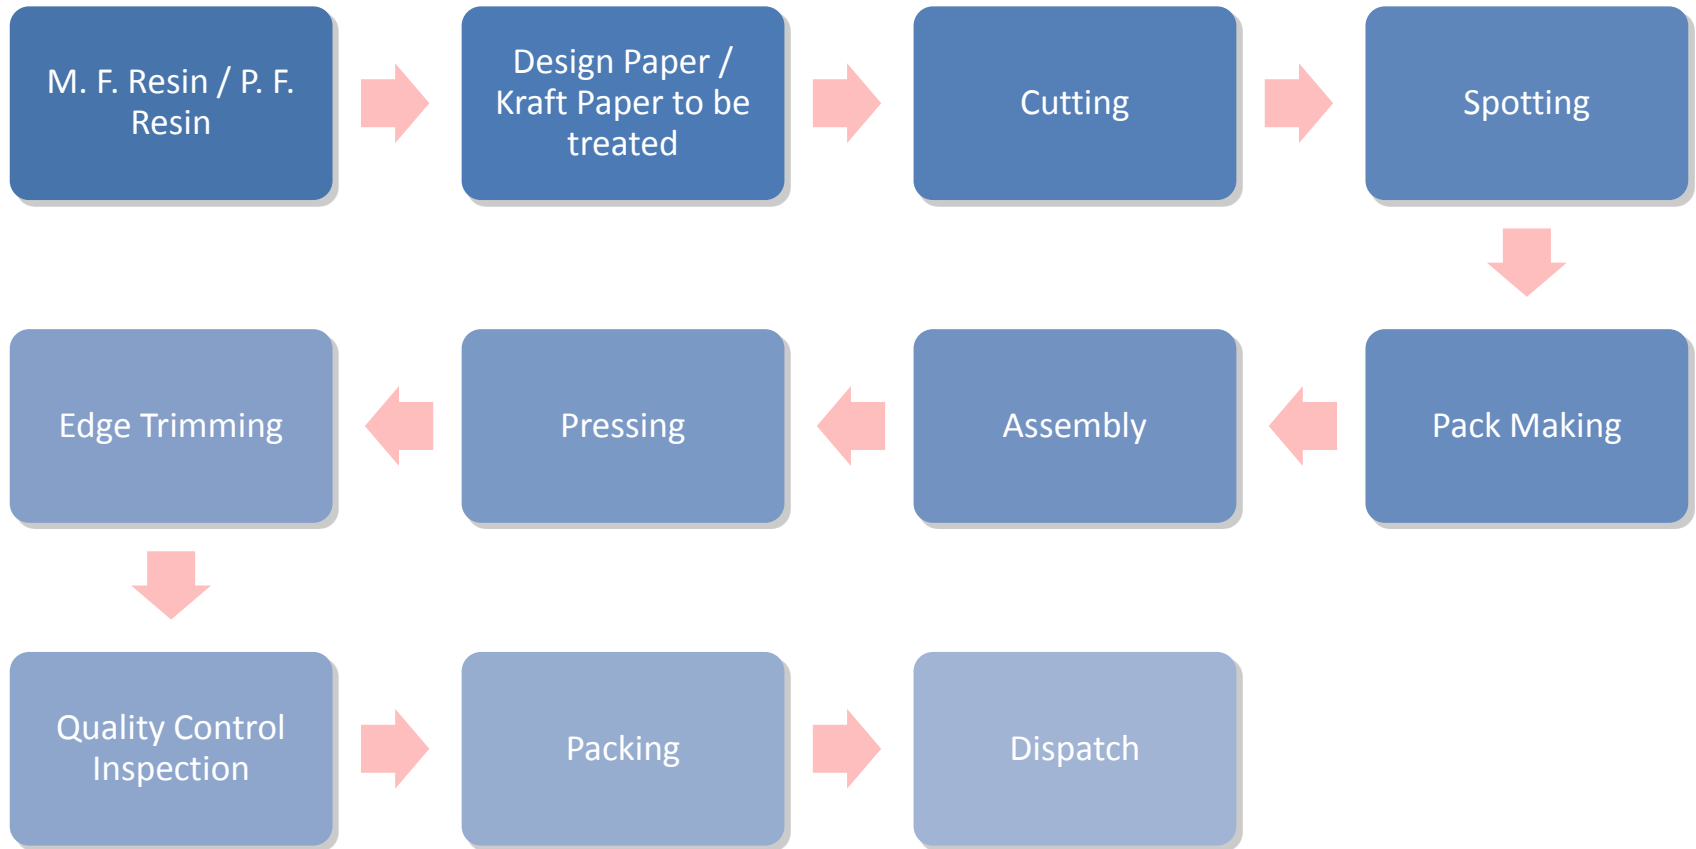 M. F. Resin / P. F.
Resin
Design Paper /
Kraft Paper to be
treated
Cutting
Spotting
Pack Making
Assembly
Pressing
Edge Trimming
Quality Control
Inspection
Packing
Dispatch